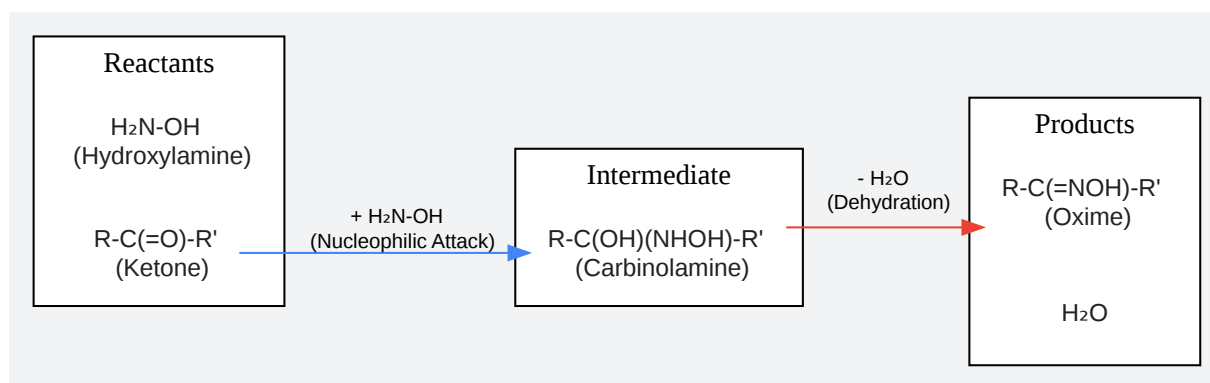 Reactants
H₂N-OH
(Hydroxylamine)
R-C(=O)-R'
(Ketone)
+ H₂N-OH
(Nucleophilic Attack)
Intermediate
R-C(OH)(NHOH)-R'
(Carbinolamine)
- H₂O
(Dehydration)
Products
R-C(=NOH)-R'
(Oxime)
H₂O